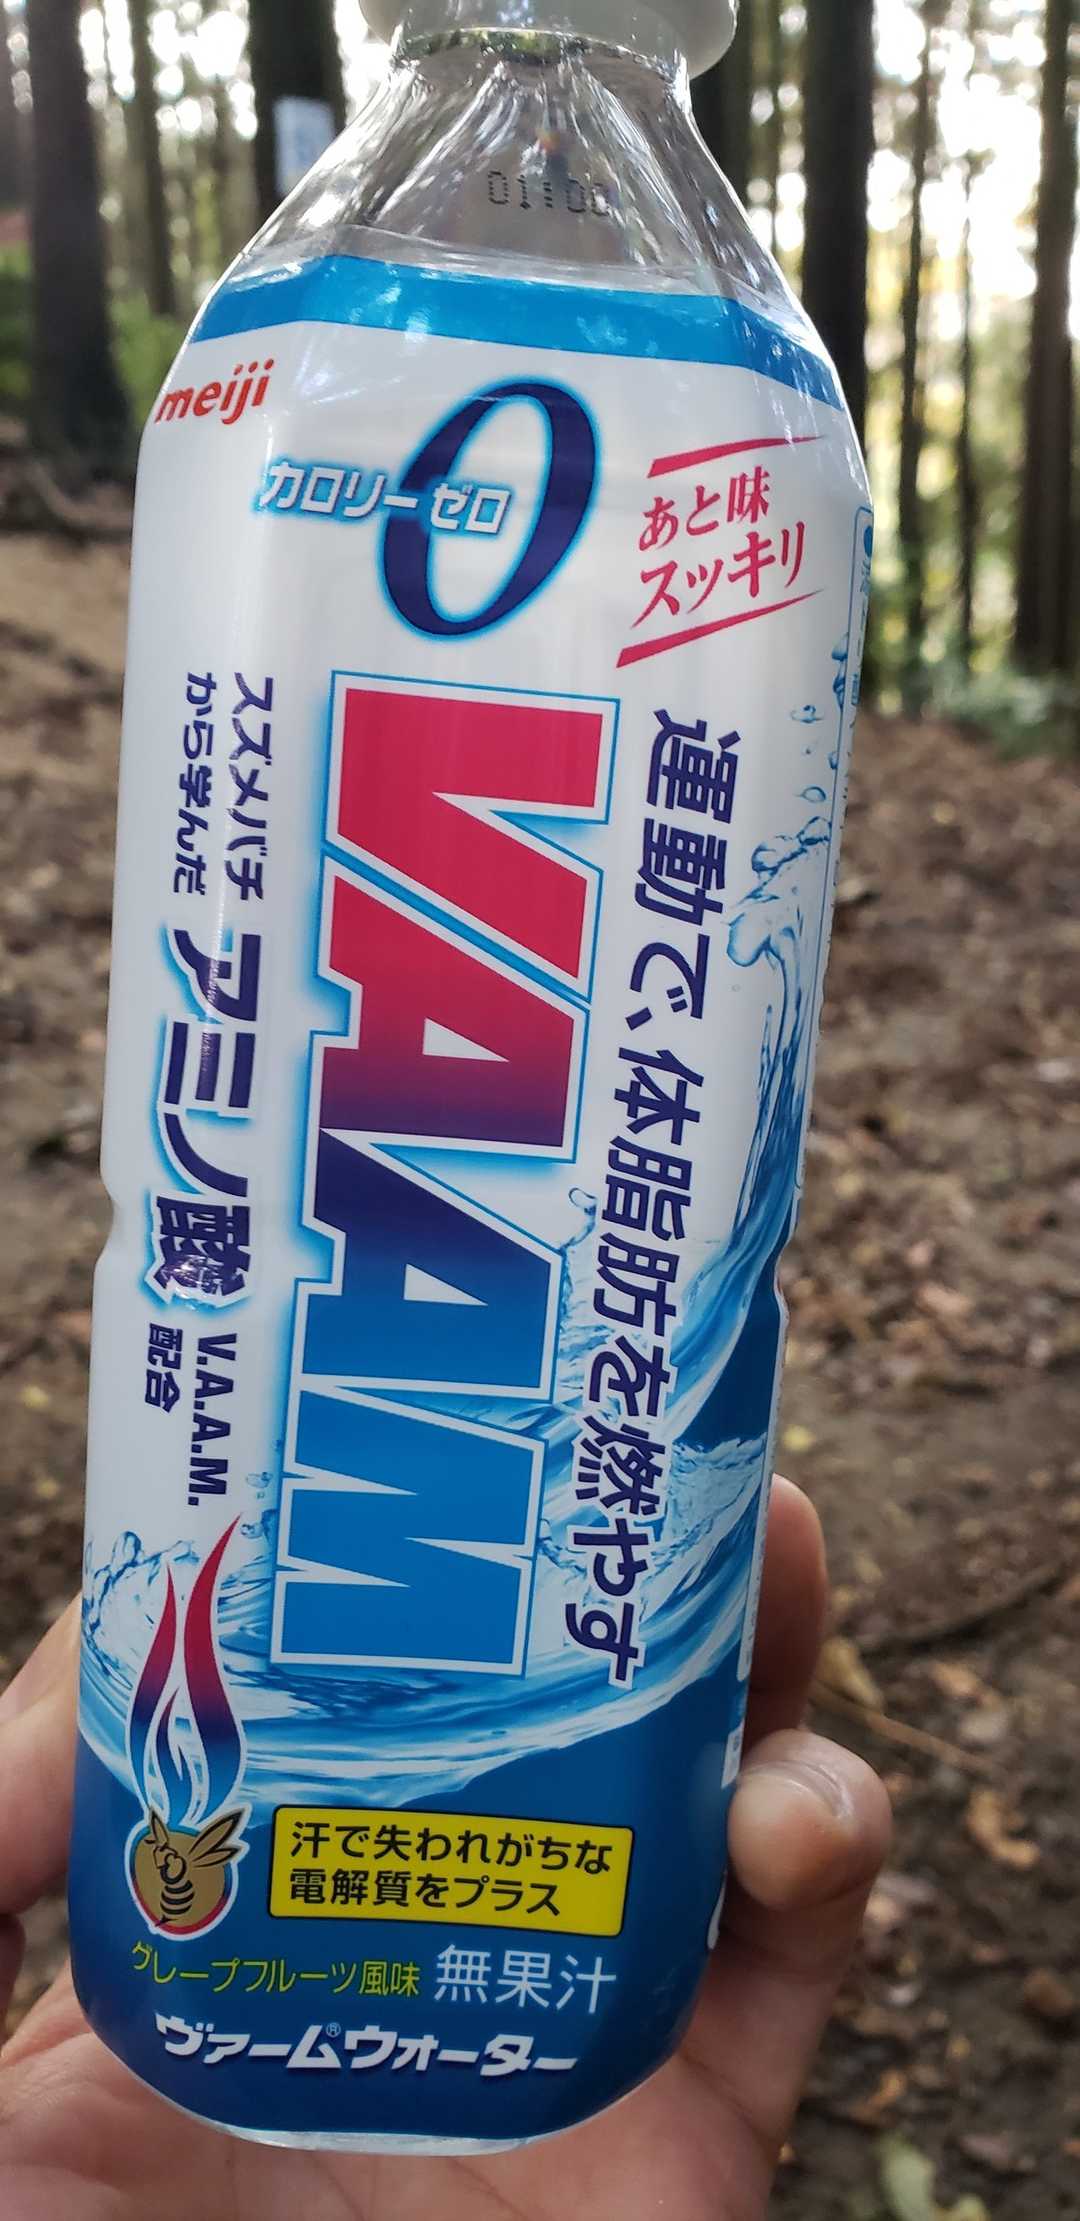 01100
meiji
カロリーゼロ
0
あと味
スッキリ
運動で、体脂肪を燃やす
VAAM
スズメバチ
から学んだ
アミノ酸
V.A.A.M.
配合
汗で失われがちな
電解質をプラス
グレープフルーツ風味 無果汁
ヴァーム®ウォーター